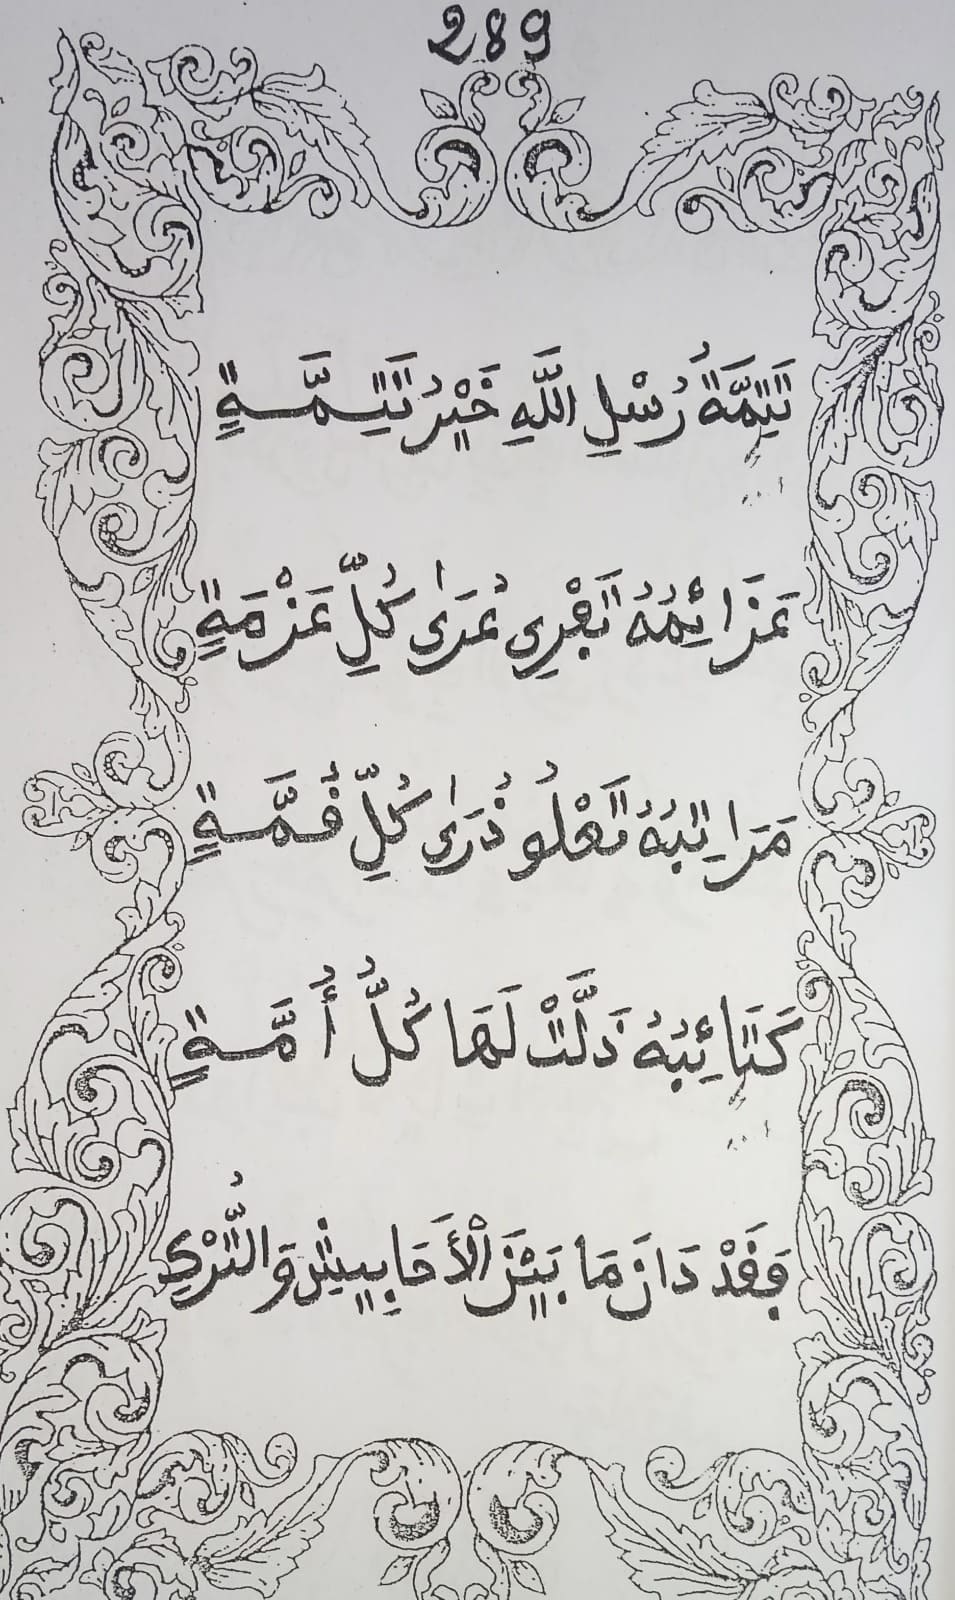 289
تَتِمَّةُ رُسْلِ اللَّهِ خَيْرُ تَتِمَّةٍ
عَزَائِمُهُ تَفْرِي عُرَىٰ كُلِّ عَزْمَةٍ
مَرَاتِبُهُ تَعْلُو ذُرَىٰ كُلِّ قُمَّةٍ
كَتَائِبُهُ ذَلَّتْ لَهَا كُلُّ أُمَّةٍ
فَقَدْ دَانَ مَا بَيْنَ الْأَحَابِيشِ وَالتُّرْكِ